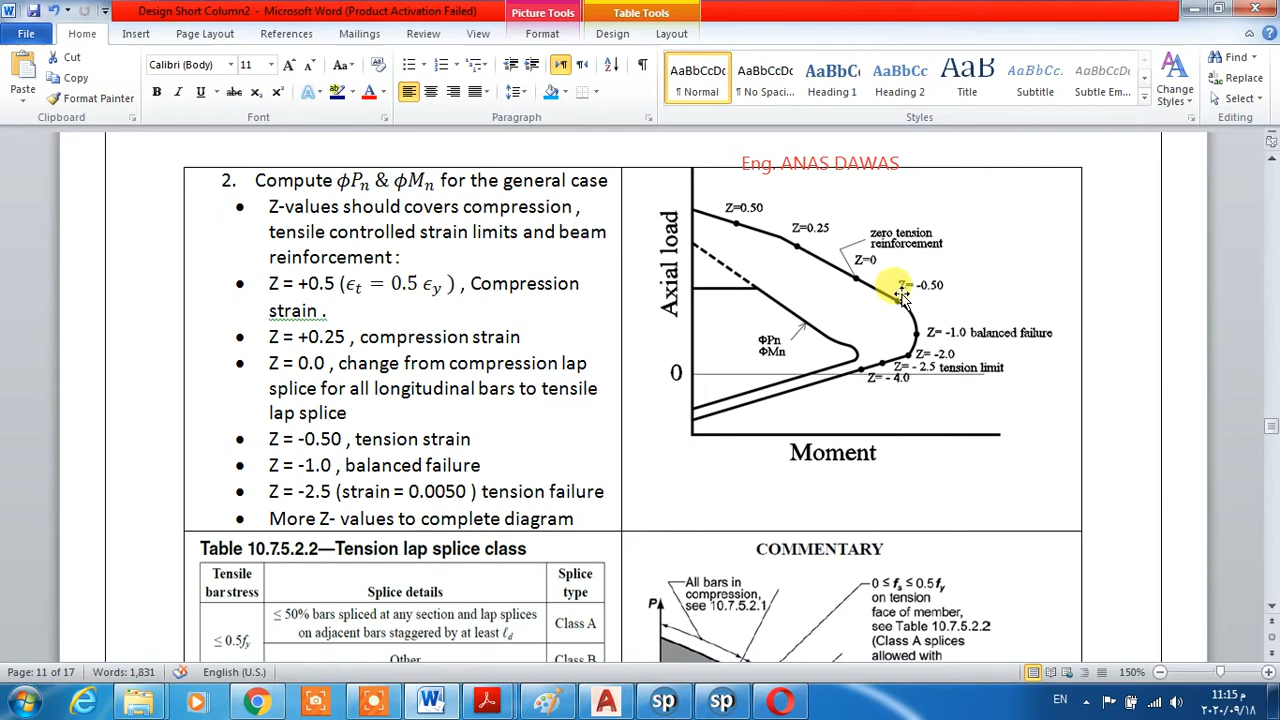 Design Short Column2 - Microsoft Word (Product Activation Failed)
Picture Tools
Table Tools
File
Home
Insert
Page Layout
References
Mailings
Review
View
Format
Design
Layout
Paste
Cut
Copy
Format Painter
Clipboard
Calibri (Body)
11
Font
Paragraph
AaBbCcDc
¶ Normal
AaBbCcDc
¶ No Spaci...
AaBbC
Heading 1
AaBbCc
Heading 2
AaB
Title
AaBbCc.
Subtitle
AaBbCcDc
Subtle Em...
Styles
Change
Styles
Find
Replace
Select
Editing
Eng. ANAS DAWAS
2. Compute ϕPn & ϕMn for the general case
• Z-values should covers compression ,
tensile controlled strain limits and beam
reinforcement :
• Z = +0.5 (ϵt = 0.5 ϵy ) , Compression
strain .
• Z = +0.25 , compression strain
• Z = 0.0 , change from compression lap
splice for all longitudinal bars to tensile
lap splice
• Z = -0.50 , tension strain
• Z = -1.0 , balanced failure
• Z = -2.5 (strain = 0.0050 ) tension failure
• More Z- values to complete diagram
Axial load
Z=0.50
Z=0.25
zero tension
reinforcement
Z=0
Z= -0.50
Z= -1.0 balanced failure
ΦPn
ΦMn
Z= -2.0
Z= - 2.5 tension limit
0
Z= - 4.0
Moment
Table 10.7.5.2.2—Tension lap splice class
Tensile
bar stress
Splice details
Splice
type
≤ 0.5fy
≤ 50% bars spliced at any section and lap splices
on adjacent bars staggered by at least ℓd
Class A
Other
Class B
COMMENTARY
P
All bars in
compression,
see 10.7.5.2.1
0 ≤ fs ≤ 0.5fy
on tension
face of member,
see Table 10.7.5.2.2
(Class A splices
allowed with
Page: 11 of 17
Words: 1,831
English (U.S.)
150%
EN
11:15 م
٢٠٢٠/٠٩/١٨